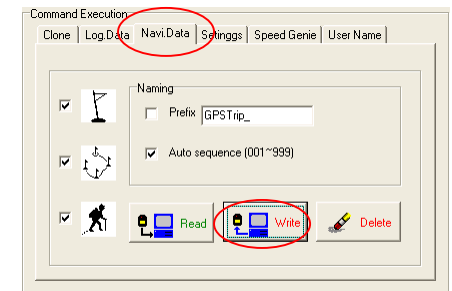 Command Execution
Clone Log.Data Navi.Data Setinggs Speed Genie User Name
Naming
Prefix GPSTrip_
Auto sequence (001~999)
Read Write Delete